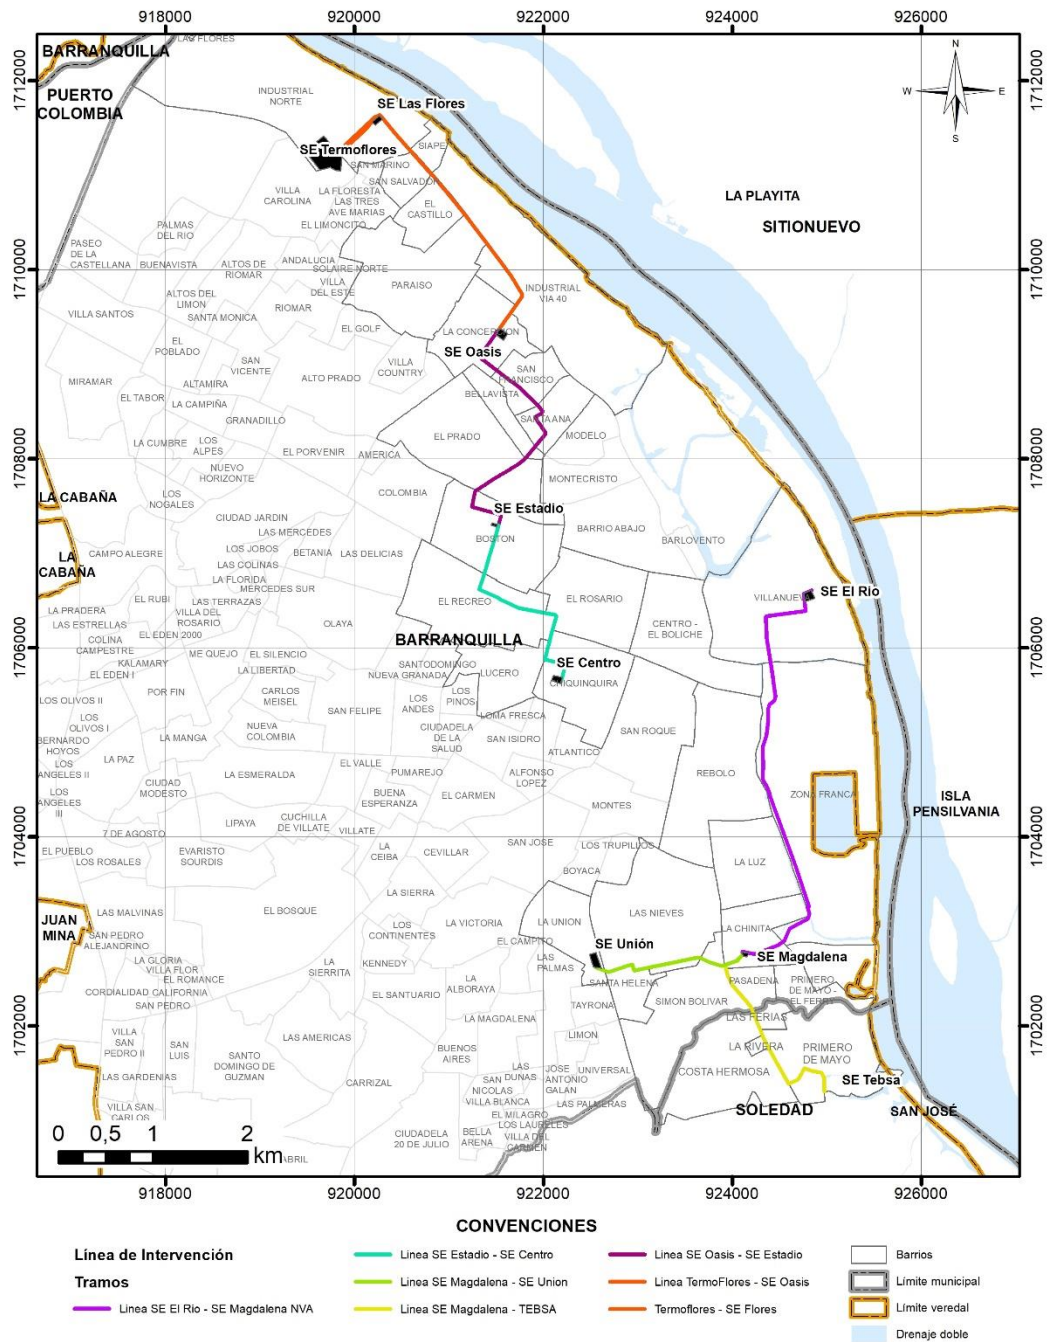 918000
920000
922000
924000
926000
1712000
1710000
1708000
1706000
1704000
1702000
1712000
1710000
1708000
1706000
1704000
1702000
N
W
E
S
LAS FLORES
BARRANQUILLA
PUERTO
COLOMBIA
INDUSTRIAL
NORTE
SE Las Flores
SE Termoflores
SIAPE
SAN MARINO
SAN SALVADOR
VILLA
CAROLINA
LA FLORESTA
LAS TRES
AVE MARIAS
EL LIMONCITO
EL
CASTILLO
LA PLAYITA
SITIONUEVO
PALMAS
DEL RIO
PASEO
DE LA
CASTELLANA
BUENAVISTA
ALTOS DE
RIOMAR
ANDALUCIA
SOLAIRE NORTE
VILLA
DEL ESTE
PARAISO
INDUSTRIAL
VIA 40
ALTOS DEL
LIMON
RIOMAR
VILLA SANTOS
SANTA MONICA
EL GOLF
LA CONCEPCION
SE Oasis
EL
POBLADO
SAN
VICENTE
VILLA
COUNTRY
SAN
FRANCISCO
MIRAMAR
ALTAMIRA
ALTO PRADO
BELLAVISTA
EL TABOR
LA CAMPIÑA
GRANADILLO
SANTA ANA
EL PRADO
MODELO
LA CUMBRE
LOS
ALPES
EL PORVENIR
AMERICA
NUEVO
HORIZONTE
MONTECRISTO
LA CABAÑA
LOS
NOGALES
COLOMBIA
SE Estadio
CIUDAD JARDIN
LAS MERCEDES
BARRIO ABAJO
BOSTON
BARLOVENTO
LA
CABAÑA
CAMPO ALEGRE
LOS JOBOS
BETANIA
LAS DELICIAS
LAS COLINAS
LA FLORIDA
MERCEDES SUR
EL RUBI
LAS TERRAZAS
EL RECREO
EL ROSARIO
VILLANUEVA
SE El Rio
LA PRADERA
LAS ESTRELLAS
VILLA DEL
ROSARIO
OLAYA
CENTRO -
EL BOLICHE
COLINA
CAMPESTRE
EL EDEN 2000
BARRANQUILLA
KALAMARY
ME QUEJO
EL SILENCIO
EL EDEN I
LA LIBERTAD
SANTODOMINGO
NUEVA GRANADA
LUCERO
SE Centro
CHIQUINQUIRA
POR FIN
CARLOS
MEISEL
LOS OLIVOS II
LOS
ANDES
LOS
PINOS
SAN FELIPE
LOMA FRESCA
LOS
OLIVOS I
NUEVA
COLOMBIA
CIUDADELA
DE LA
SALUD
SAN ISIDRO
SAN ROQUE
BERNARDO
HOYOS
LA MANGA
ATLANTICO
LOS
ANGELES II
LA PAZ
EL VALLE
LA ESMERALDA
PUMAREJO
ALFONSO
LOPEZ
REBOLO
CIUDAD
MODESTO
BUENA
ESPERANZA
EL CARMEN
ZONA FRANCA
ISLA
PENSILVANIA
LOS
ANGELES
III
MONTES
LIPAYA
CUCHILLA
DE VILLATE
VILLATE
7 DE AGOSTO
SAN JOSE
LOS TRUPILLOS
EL PUEBLO
LOS ROSALES
EVARISTO
SOURDIS
LA
CEIBA
CEVILLAR
LA LUZ
BOYACA
LA SIERRA
JUAN
MINA
LAS MALVINAS
EL BOSQUE
LA VICTORIA
LA UNION
LAS NIEVES
LA CHINITA
LOS
CONTINENTES
SAN PEDRO
ALEJANDRINO
EL CAMPITO
SE Unión
SE Magdalena
LA GLORIA
VILLA FLOR
EL ROMANCE
LA
SIERRITA
KENNEDY
LAS
PALMAS
SANTA HELENA
PASADENA
PRIMERO
DE MAYO -
EL FERRY
CORDIALIDAD
CALIFORNIA
SAN PEDRO
LA
ALBORAYA
EL SANTUARIO
TAYRONA
SIMON BOLIVAR
LAS FERIAS
LA MAGDALENA
VILLA
SAN
PEDRO II
LAS AMERICAS
LIMON
SAN
LUIS
BUENOS
AIRES
LA RIVERA
PRIMERO
DE MAYO
SANTO
DOMINGO DE
GUZMAN
LAS GARDENIAS
CARRIZAL
LAS
DUNAS
JOSE
ANTONIO
GALAN
UNIVERSAL
COSTA HERMOSA
SE Tebsa
SAN
NICOLAS
VILLA BLANCA
LAS PALMERAS
SOLEDAD
SAN JOSÉ
VILLA SAN
CARLOS
EL MILAGRO
LOS LAURELES
CIUDADELA
20 DE JULIO
BELLA
ARENA
VILLA DEL
CARMEN
ABRIL
0 0,5 1 2
km
918000
920000
922000
924000
926000
CONVENCIONES
Línea de Intervención
Tramos
Linea SE El Rio - SE Magdalena NVA
Linea SE Estadio - SE Centro
Linea SE Magdalena - SE Union
Linea SE Magdalena - TEBSA
Linea SE Oasis - SE Estadio
Linea TermoFlores - SE Oasis
Termoflores - SE Flores
Barrios
Límite municipal
Límite veredal
Drenaje doble